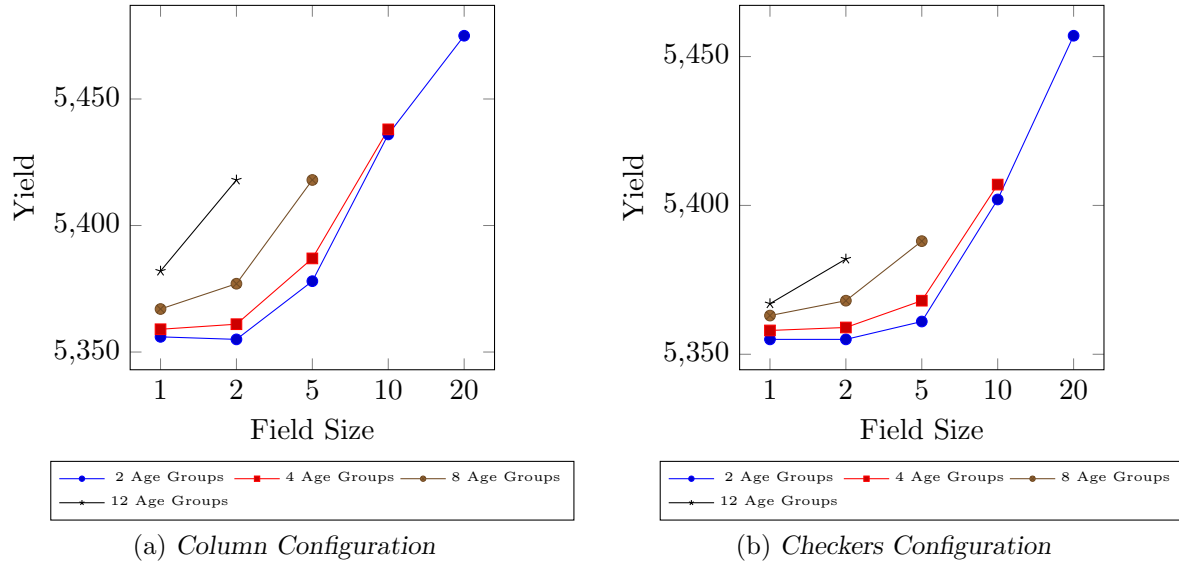 5,450
5,400
5,350
Yield
1 2 5 10 20
Field Size
2 Age Groups 4 Age Groups 8 Age Groups
12 Age Groups
(a) Column Configuration
5,450
5,400
5,350
Yield
1 2 5 10 20
Field Size
2 Age Groups 4 Age Groups 8 Age Groups
12 Age Groups
(b) Checkers Configuration